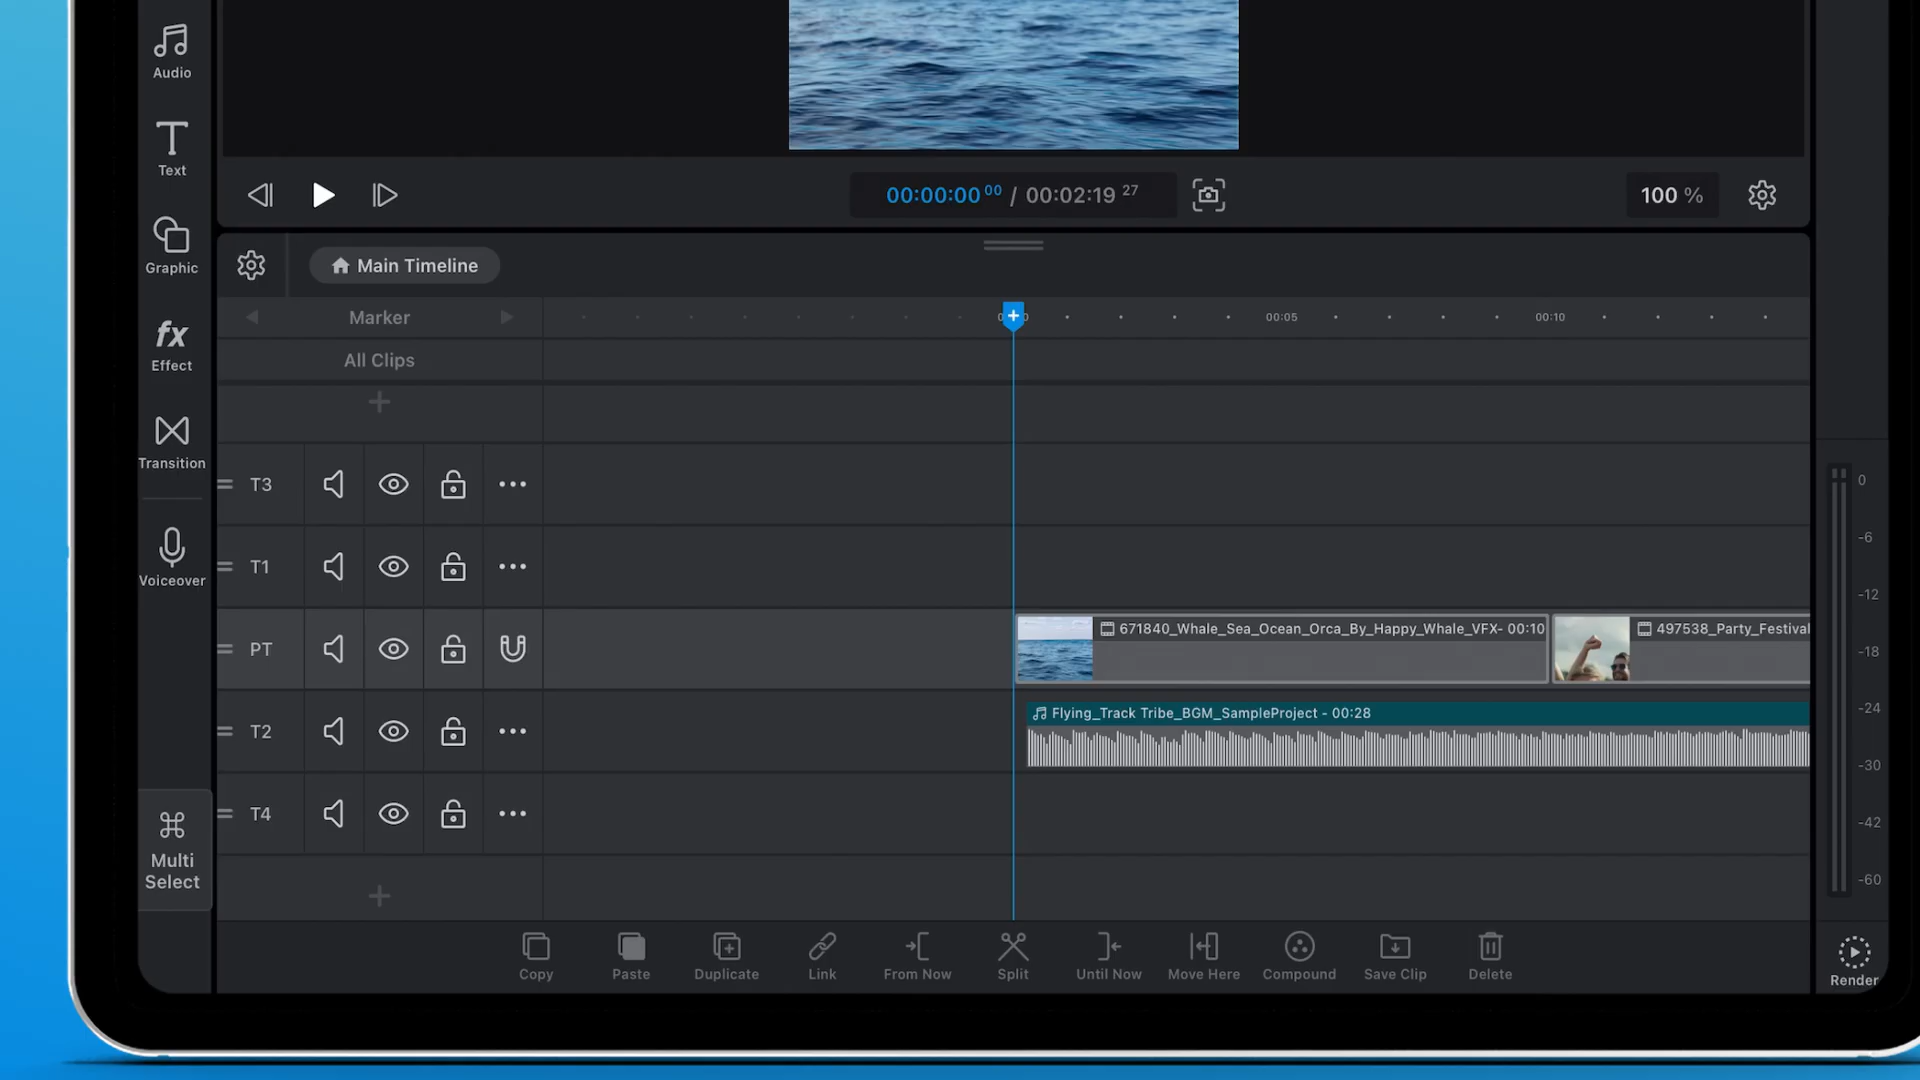 Audio
Text
Graphic
fx
Effect
Transition
Voiceover
Multi
Select
00:00:00 00 / 00:02:19 27
100 %
Main Timeline
Marker
00:05
00:10
All Clips
T3
T1
PT
671840_Whale_Sea_Ocean_Orca_By_Happy_Whale_VFX- 00:10
497538_Party_Festival
T2
Flying_Track Tribe_BGM_SampleProject - 00:28
T4
0
-6
-12
-18
-24
-30
-42
-60
Copy
Paste
Duplicate
Link
From Now
Split
Until Now
Move Here
Compound
Save Clip
Delete
Render